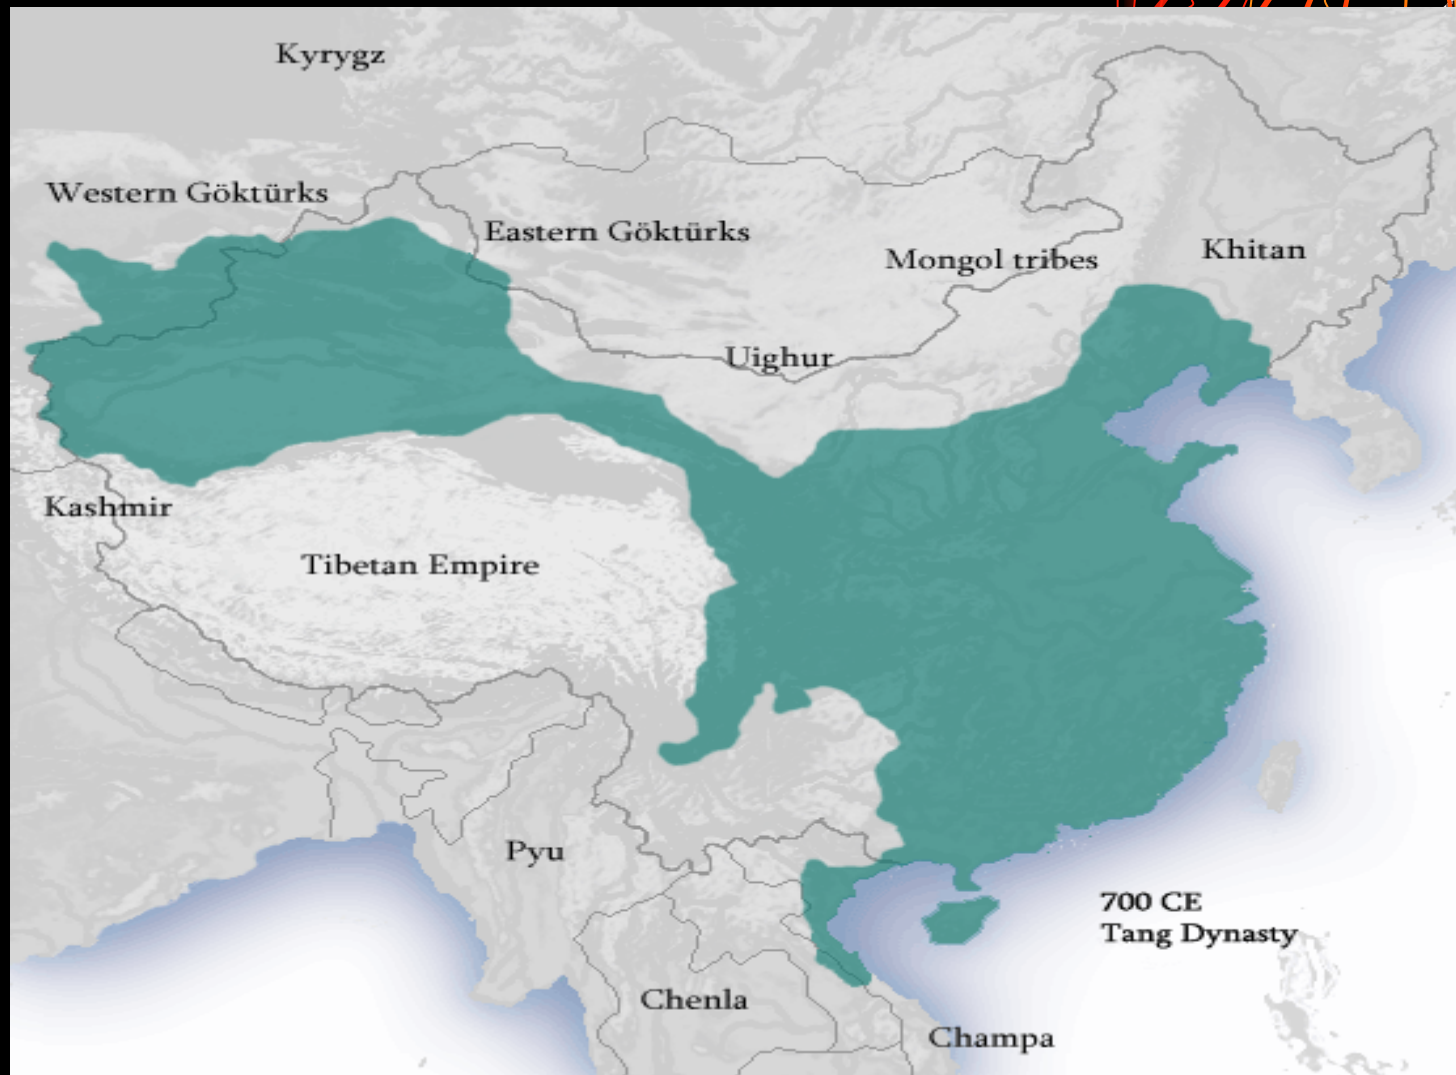 Kyrygz
Western Göktürks
Eastern Göktürks
Mongol tribes
Khitan
Uighur
Kashmir
Tibetan Empire
Pyu
700 CE
Tang Dynasty
Chenla
Champa